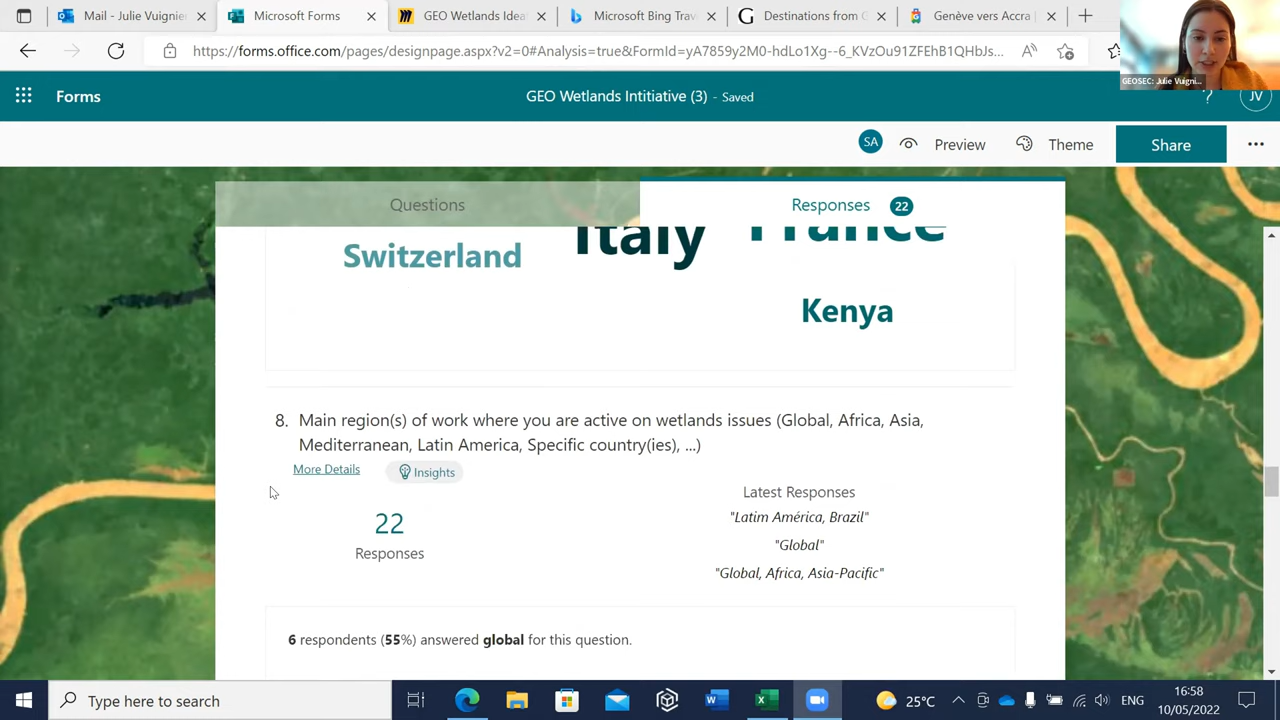 Mail - Julie Vuignier
Microsoft Forms
GEO Wetlands Idea
Microsoft Bing Trav
Destinations from G
Genève vers Accra |
https://forms.office.com/pages/designpage.aspx?v2=0#Analysis=true&FormId=yA7859y2M0-hdLo1Xg--6_KVzOu91ZFEhB1QHbJs...
GEOSEC: Julie Vuigni...
Forms
GEO Wetlands Intitiative (3) - Saved
?
JV
SA
Preview
Theme
Share
Questions
Responses 22
Switzerland
Italy
France
Kenya
8. Main region(s) of work where you are active on wetlands issues (Global, Africa, Asia,
Mediterranean, Latin America, Specific country(ies), ...)
More Details
Insights
22
Responses
Latest Responses
"Latim América, Brazil"
"Global"
"Global, Africa, Asia-Pacific"
6 respondents (55%) answered global for this question.
Type here to search
25°C
ENG
16:58
10/05/2022